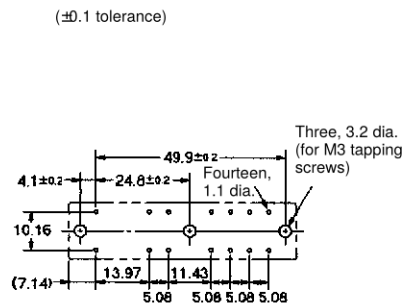 (±0.1 tolerance)
Three, 3.2 dia.
(for M3 tapping
screws)
49.9±0.2
Fourteen,
1.1 dia.
4.1±0.2
24.8±0.2
10.16
(7.14)
13.97
11.43
5.08
5.08
5.08
5.08